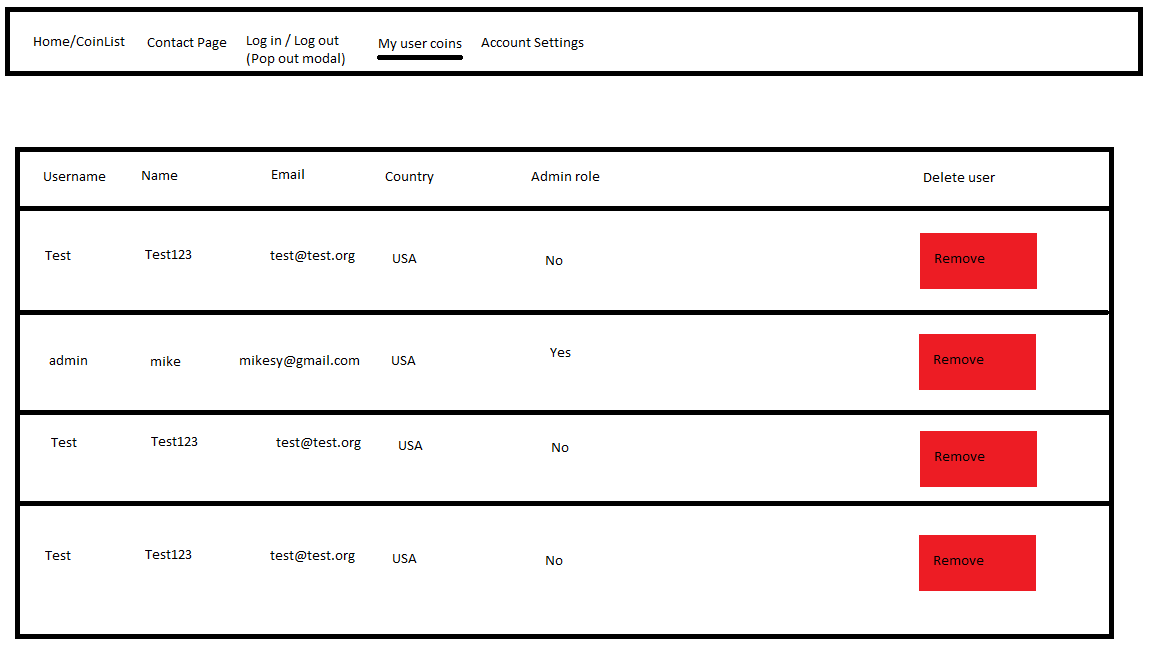 Home/CoinList Contact Page Log in / Log out My user coins Account Settings
(Pop out modal)
Username Name Email Country Admin role Delete user
Test Test123 test@test.org USA No Remove
admin mike mikesy@gmail.com USA Yes Remove
Test Test123 test@test.org USA No Remove
Test Test123 test@test.org USA No Remove